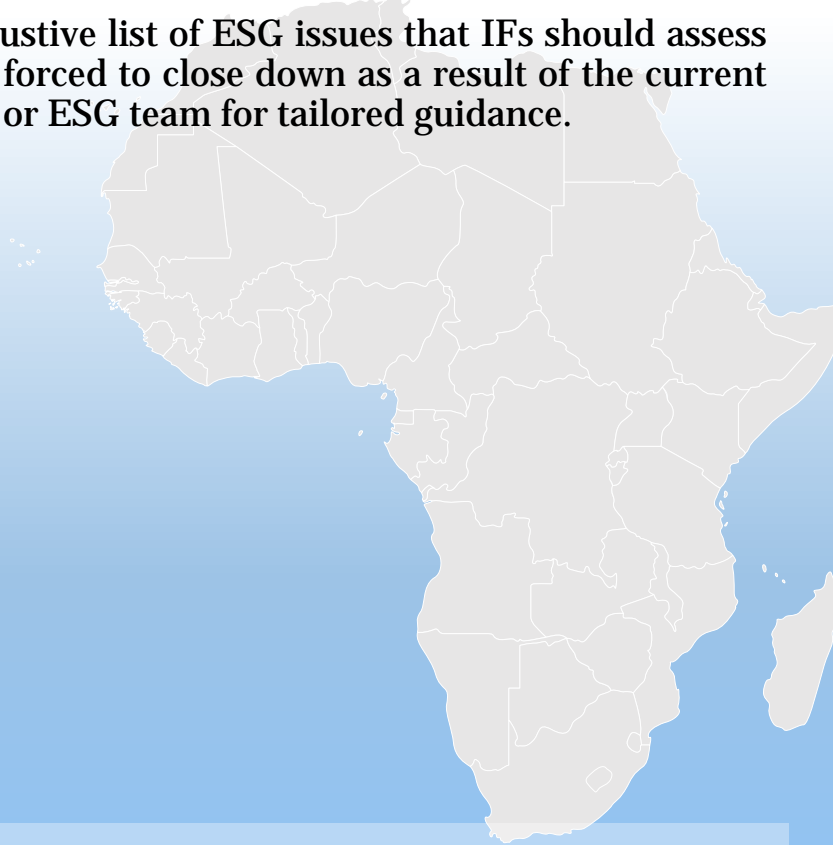 ustive list of ESG issues that IFs should assess
forced to close down as a result of the current
or ESG team for tailored guidance.